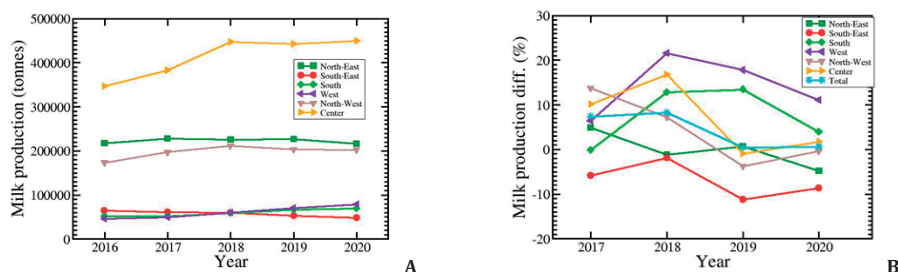 Milk production (tonnes)
500000
400000
300000
200000
100000
0
North-East
South-East
South
West
North-West
Center
2016 2017 2018 2019 2020
Year
A
Milk production diff. (%)
30
20
10
0
-10
-20
North-East
South-East
South
West
North-West
Center
Total
2017 2018 2019 2020
Year
B